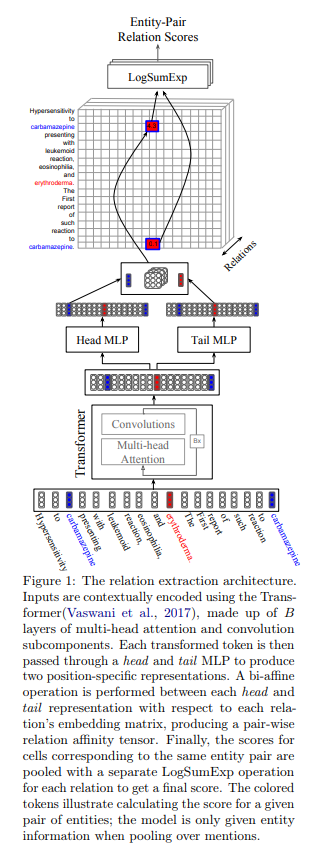 Entity-Pair
Relation Scores
LogSumExp
Hypersensitivity
to
carbamazepine
presenting
with
leukemoid
reaction,
eosinophilia,
and
erythroderma.
The
First
report
of
such
reaction
to
carbamazepine.
Relations
Head MLP
Tail MLP
Transformer
Convolutions
Multi-head
Attention
Bx
Hypersensitivity
to
carbamazepine
presenting
with
leukemoid
reaction,
eosinophilia,
and
erythroderma.
The
First
report
of
such
reaction
to
carbamazepine
Figure 1: The relation extraction architecture.
Inputs are contextually encoded using the Trans-
former(Vaswani et al., 2017), made up of B
layers of multi-head attention and convolution
subcomponents. Each transformed token is then
passed through a head and tail MLP to produce
two position-specific representations. A bi-affine
operation is performed between each head and
tail representation with respect to each rela-
tion's embedding matrix, producing a pair-wise
relation affinity tensor. Finally, the scores for
cells corresponding to the same entity pair are
pooled with a separate LogSumExp operation
for each relation to get a final score. The colored
tokens illustrate calculating the score for a given
pair of entities; the model is only given entity
information when pooling over mentions.